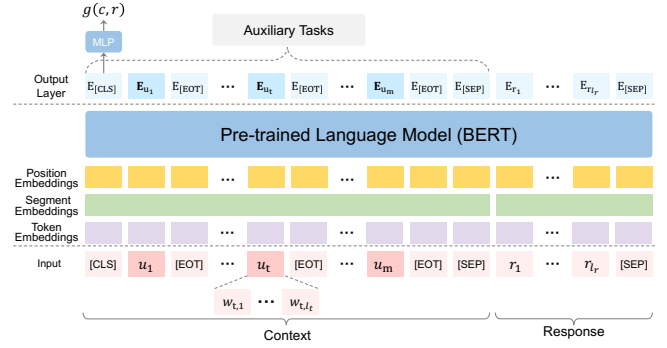 g(c, r)
MLP
Auxiliary Tasks
Output Layer
E[CLS] Eu1 E[EOT] ... Eut E[EOT] ... Eum E[EOT] E[SEP] Er1 ... Erlr E[SEP]
Pre-trained Language Model (BERT)
Position Embeddings ... ... ...
Segment Embeddings
Token Embeddings ... ... ...
Input [CLS] u1 [EOT] ... ut [EOT] ... um [EOT] [SEP] r1 ... rlr [SEP]
wt,1 ... wt,lt
Context Response